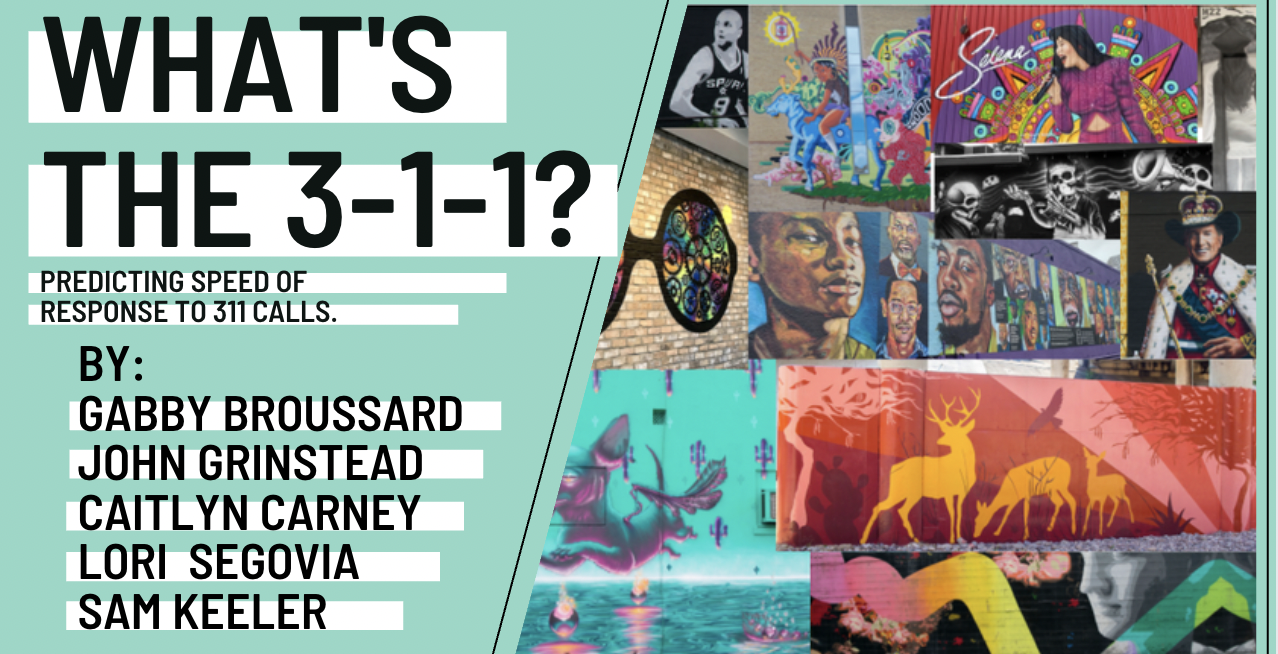 WHAT'S
THE 3-1-1?
PREDICTING SPEED OF
RESPONSE TO 311 CALLS.
BY:
GABBY BROUSSARD
JOHN GRINSTEAD
CAITLYN CARNEY
LORI SEGOVIA
SAM KEELER
Selena